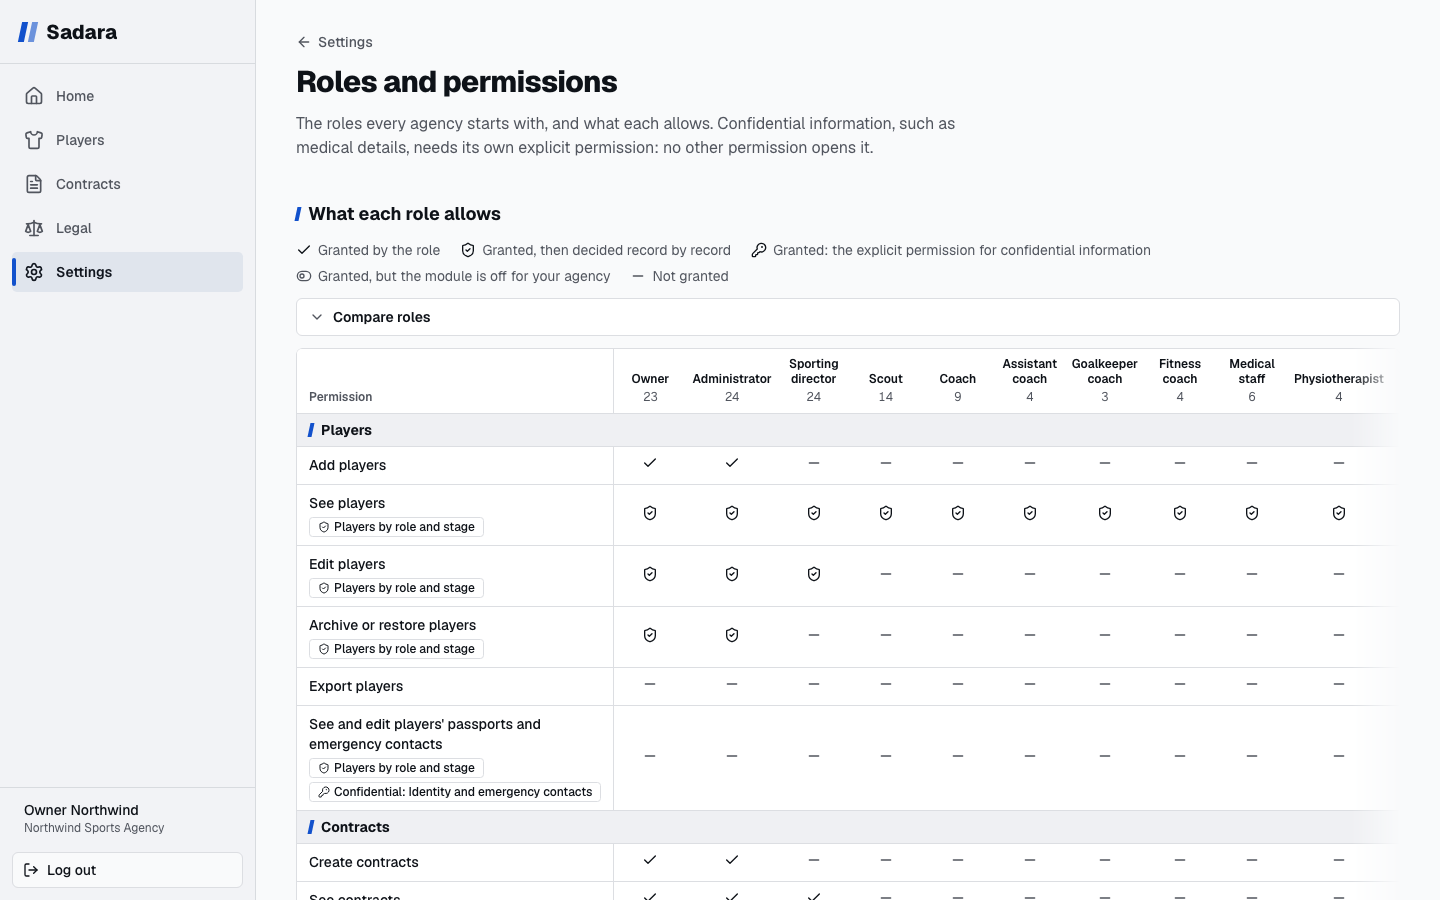 Sadara
Home
Players
Contracts
Legal
Settings
Owner Northwind
Northwind Sports Agency
Log out
Settings
Roles and permissions
The roles every agency starts with, and what each allows. Confidential information, such as
medical details, needs its own explicit permission: no other permission opens it.
What each role allows
Granted by the role
Granted, then decided record by record
Granted: the explicit permission for confidential information
Granted, but the module is off for your agency
Not granted
Compare roles
Permission
Owner
23
Administrator
24
Sporting
director
24
Scout
14
Coach
9
Assistant
coach
4
Goalkeeper
coach
3
Fitness
coach
4
Medical
staff
6
Physiotherapist
4
Players
Add players
See players
Players by role and stage
Edit players
Players by role and stage
Archive or restore players
Players by role and stage
Export players
See and edit players' passports and
emergency contacts
Players by role and stage
Confidential: Identity and emergency contacts
Contracts
Create contracts
See contracts